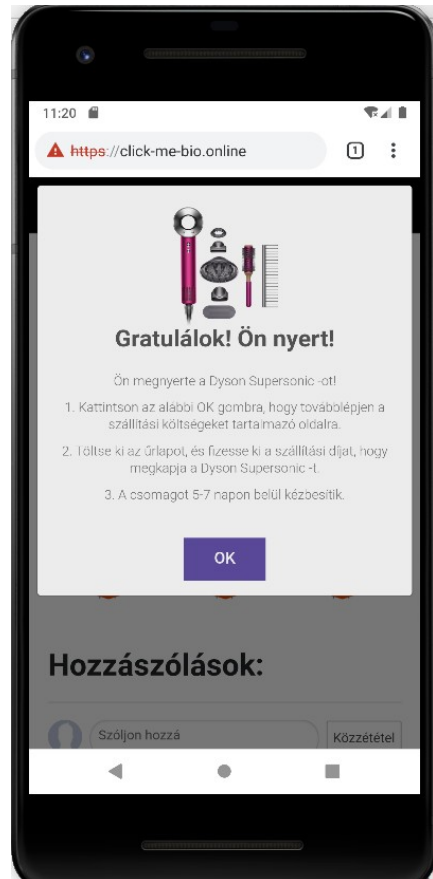 11:20
https://click-me-bio.online
1
Gratulálok! Ön nyert!
Ön megnyerte a Dyson Supersonic -ot!
1. Kattintson az alábbi OK gombra, hogy továbblépjen a
szállítási költségeket tartalmazó oldalra.
2. Töltse ki az űrlapot, és fizesse ki a szállítási díjat, hogy
megkapja a Dyson Supersonic -t.
3. A csomagot 5-7 napon belül kézbesítik.
OK
Hozzászólások:
Szóljon hozzá
Közzététel